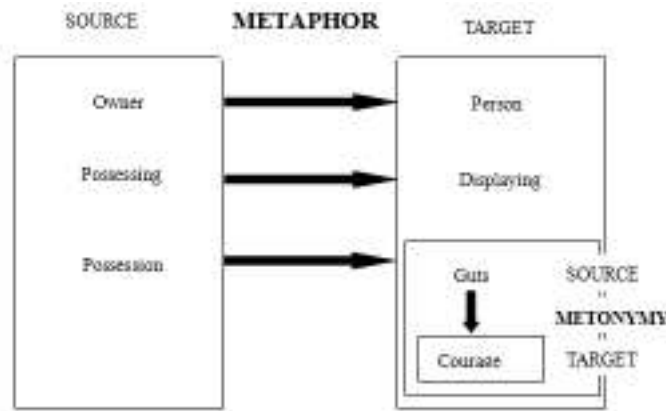 SOURCE METAPHOR TARGET
Owner Person
Possessing Displaying
Possession
Guts SOURCE
METONYMY
Courage TARGET